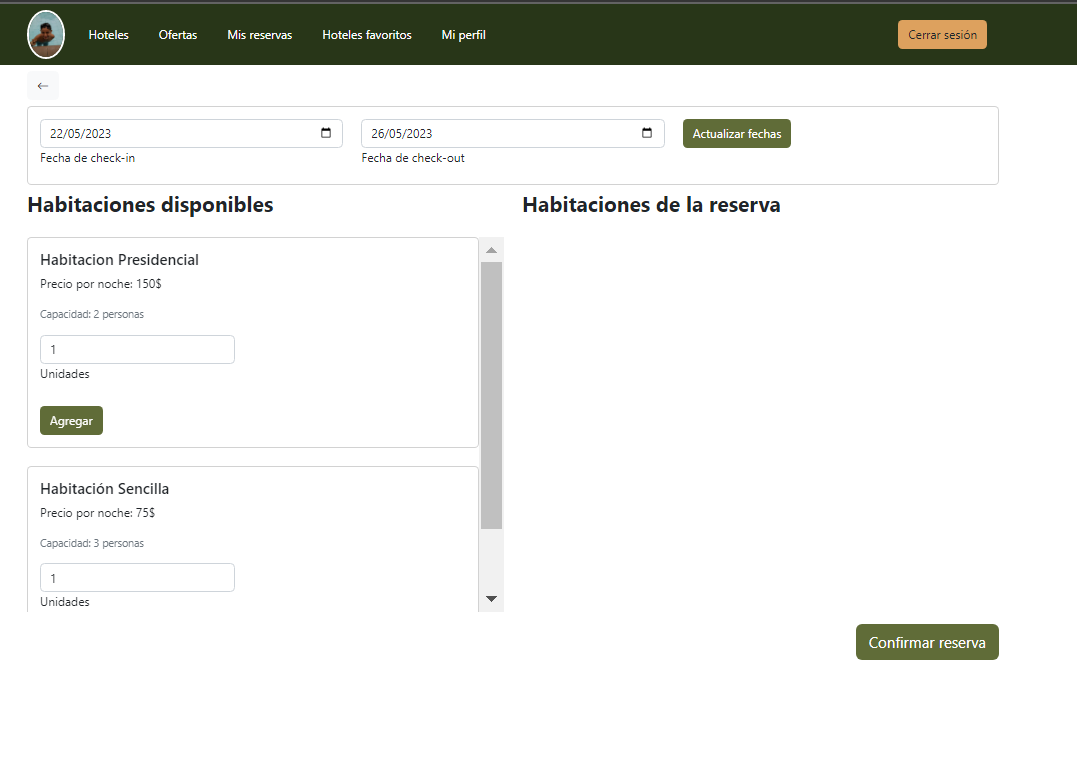 Hoteles Ofertas Mis reservas Hoteles favoritos Mi perfil Cerrar sesión
←
22/05/2023 26/05/2023 Actualizar fechas
Fecha de check-in Fecha de check-out
Habitaciones disponibles Habitaciones de la reserva
Habitacion Presidencial
Precio por noche: 150$
Capacidad: 2 personas
1
Unidades
Agregar
Habitación Sencilla
Precio por noche: 75$
Capacidad: 3 personas
1
Unidades
Confirmar reserva